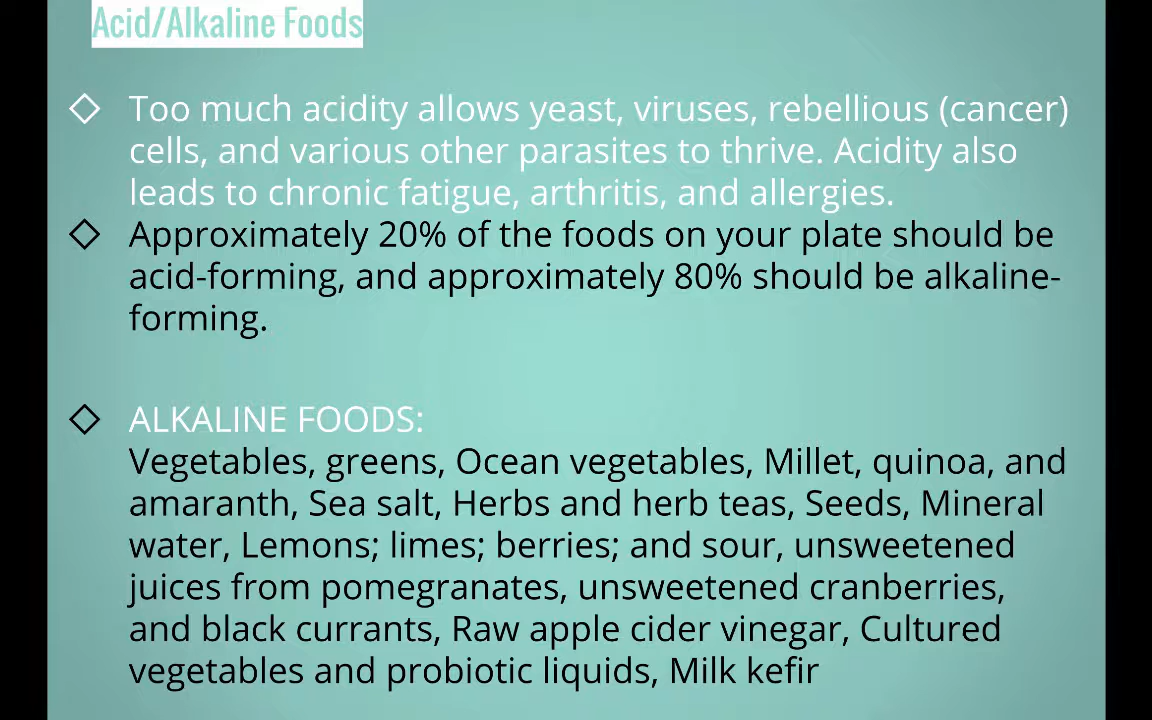 Acid/Alkaline Foods
◇ Too much acidity allows yeast, viruses, rebellious (cancer)
cells, and various other parasites to thrive. Acidity also
leads to chronic fatigue, arthritis, and allergies.
◇ Approximately 20% of the foods on your plate should be
acid-forming, and approximately 80% should be alkaline-
forming.
◇ ALKALINE FOODS:
Vegetables, greens, Ocean vegetables, Millet, quinoa, and
amaranth, Sea salt, Herbs and herb teas, Seeds, Mineral
water, Lemons; limes; berries; and sour, unsweetened
juices from pomegranates, unsweetened cranberries,
and black currants, Raw apple cider vinegar, Cultured
vegetables and probiotic liquids, Milk kefir